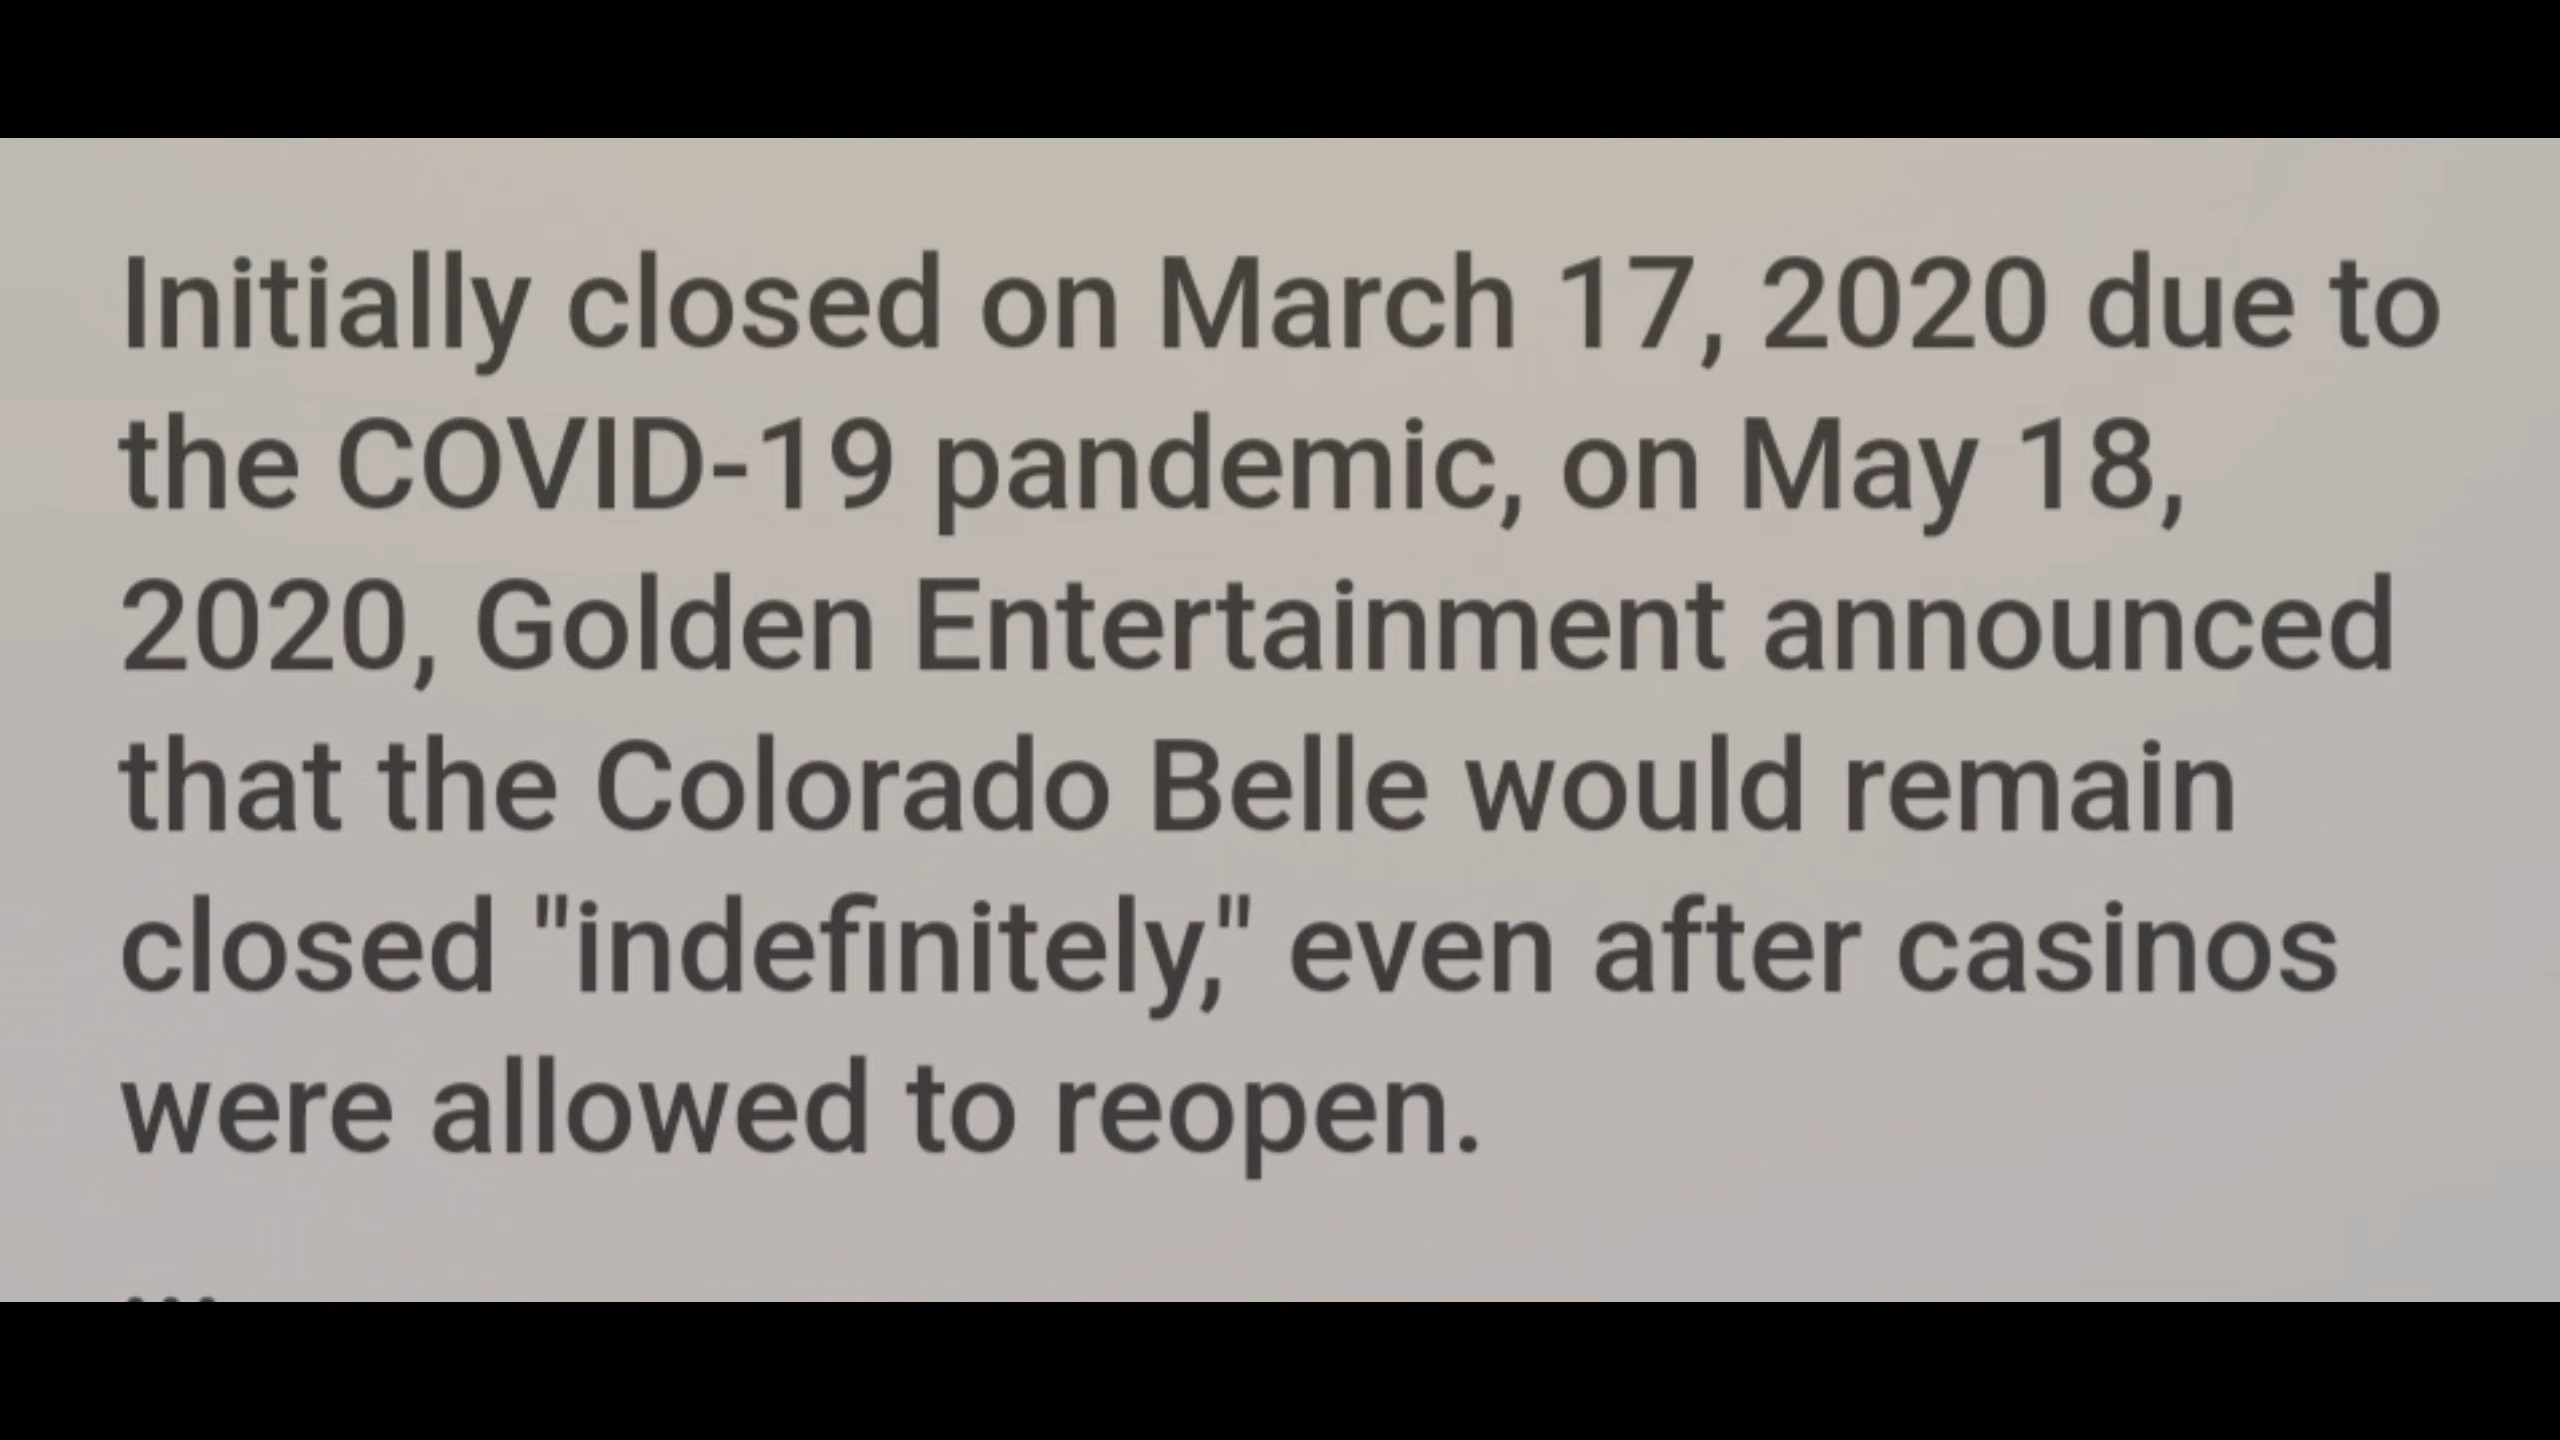 Initially closed on March 17, 2020 due to
the COVID-19 pandemic, on May 18,
2020, Golden Entertainment announced
that the Colorado Belle would remain
closed "indefinitely," even after casinos
were allowed to reopen.
...